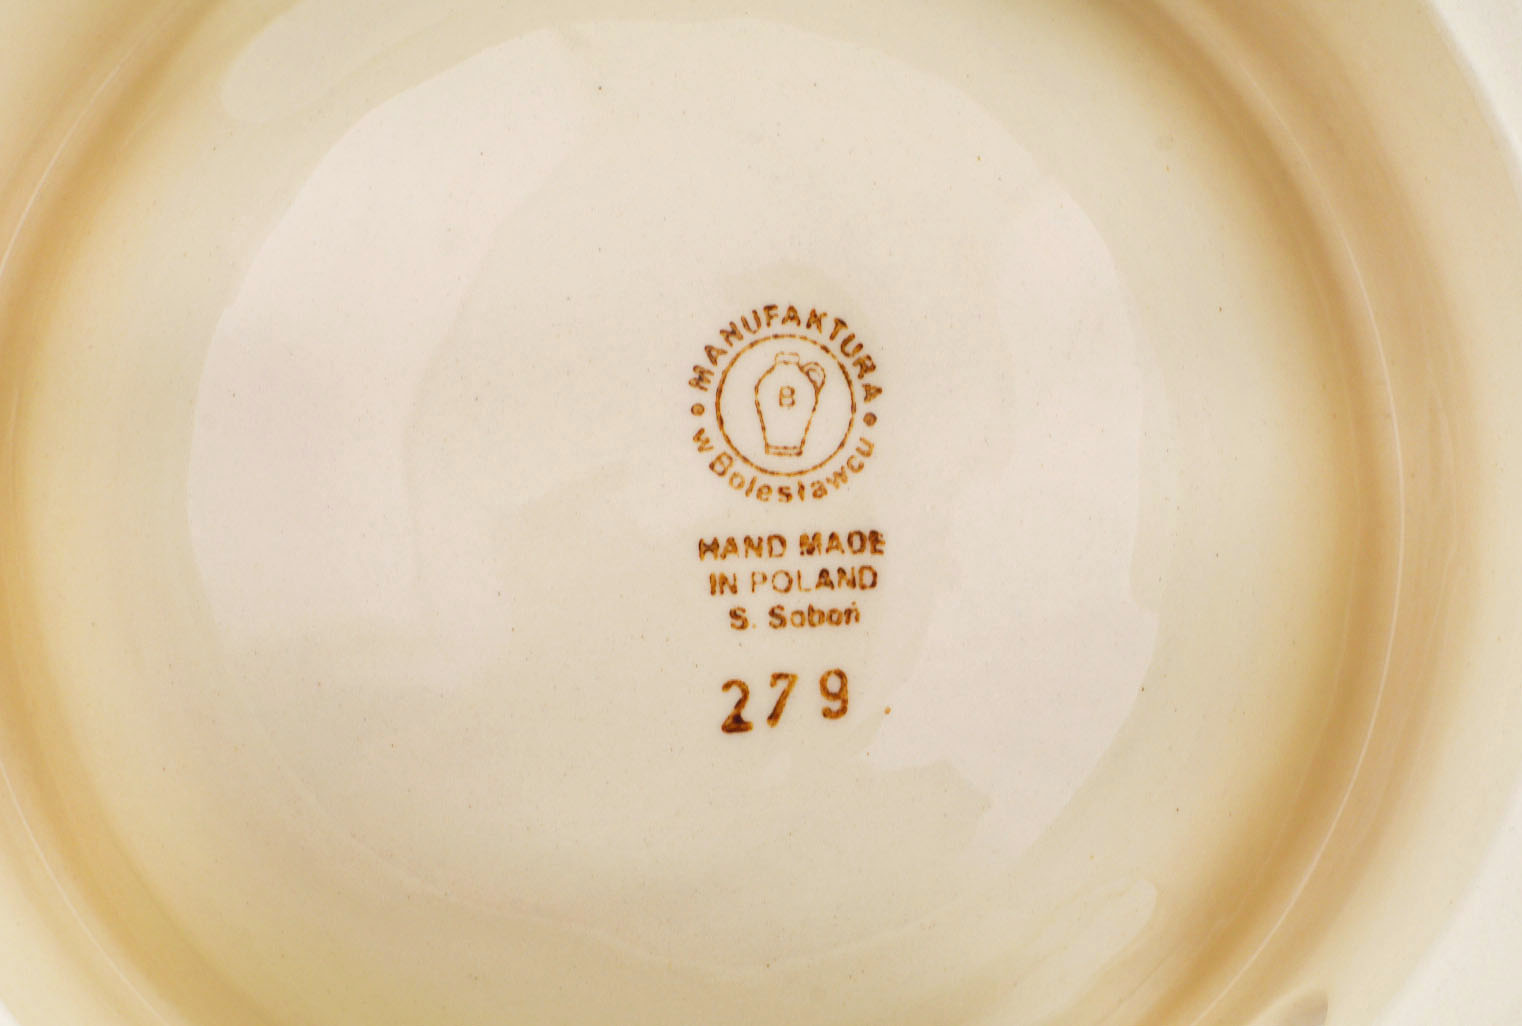 MANUFAKTURA
w Bolesławcu
B
HAND MADE
IN POLAND
S. Soboń
279